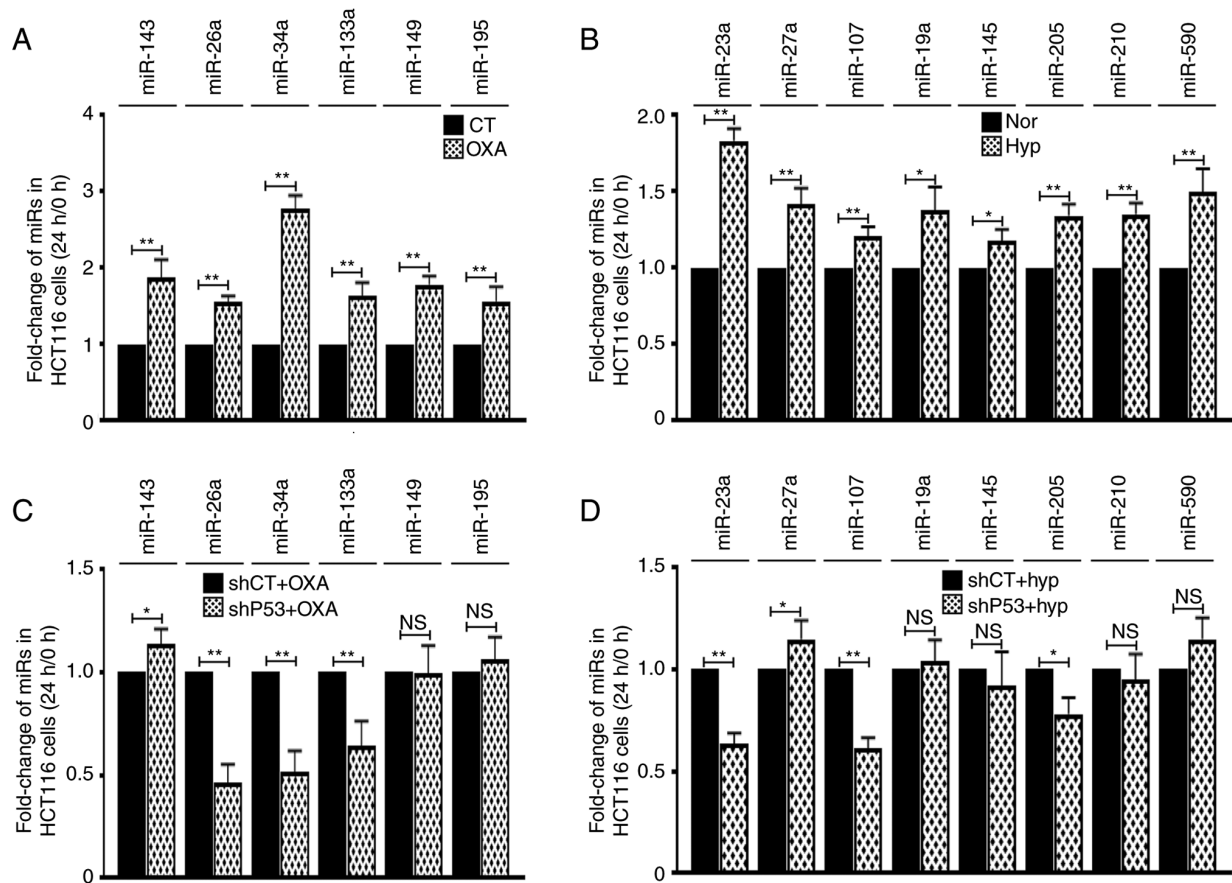 A
miR-143
miR-26a
miR-34a
miR-133a
miR-149
miR-195
Fold-change of miRs in
HCT116 cells (24 h/0 h)
4
3
2
1
0
CT
OXA
**
**
**
**
**
**
B
miR-23a
miR-27a
miR-107
miR-19a
miR-145
miR-205
miR-210
miR-590
Fold-change of miRs in
HCT116 cells (24 h/0 h)
2.0
1.5
1.0
0.5
0
Nor
Hyp
**
**
**
*
*
**
**
**
C
miR-143
miR-26a
miR-34a
miR-133a
miR-149
miR-195
Fold-change of miRs in
HCT116 cells (24 h/0 h)
1.5
1.0
0.5
0
shCT+OXA
shP53+OXA
*
**
**
**
NS
NS
D
miR-23a
miR-27a
miR-107
miR-19a
miR-145
miR-205
miR-210
miR-590
Fold-change of miRs in
HCT116 cells (24 h/0 h)
1.5
1.0
0.5
0
shCT+hyp
shP53+hyp
**
*
**
NS
NS
*
NS
NS